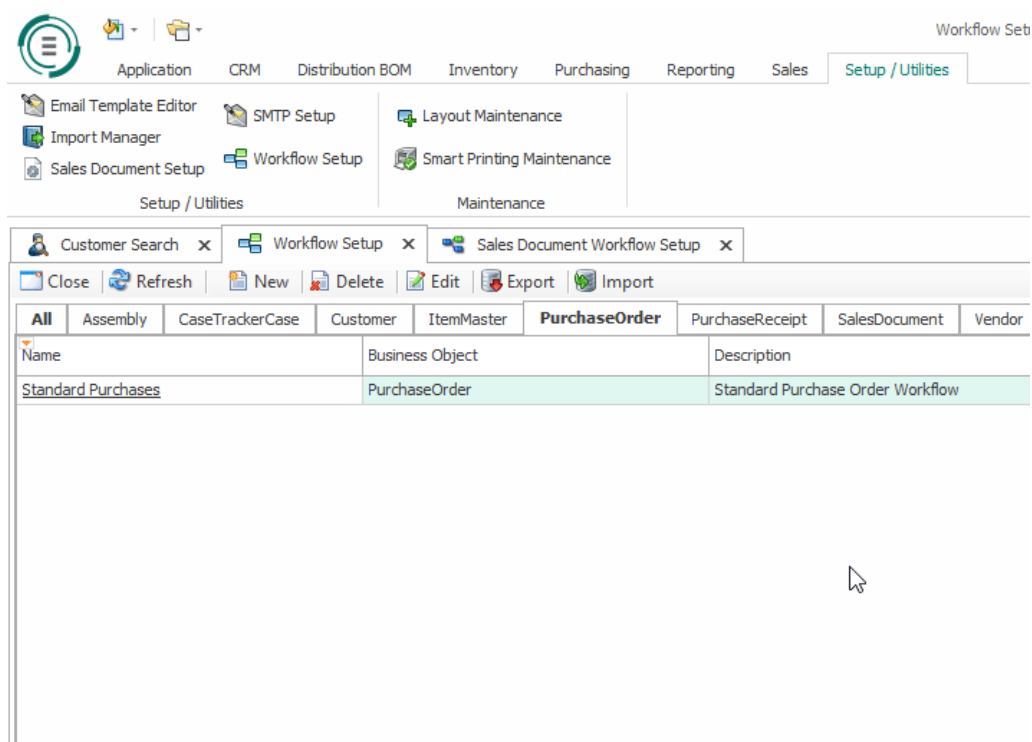 Workflow Setu
Application CRM Distribution BOM Inventory Purchasing Reporting Sales Setup / Utilities
Email Template Editor SMTP Setup Layout Maintenance
Import Manager
Workflow Setup Smart Printing Maintenance
Sales Document Setup
Setup / Utilities Maintenance
Customer Search x Workflow Setup x Sales Document Workflow Setup x
Close Refresh New Delete Edit Export Import
All Assembly CaseTrackerCase Customer ItemMaster PurchaseOrder PurchaseReceipt SalesDocument Vendor
Name Business Object Description
Standard Purchases PurchaseOrder Standard Purchase Order Workflow